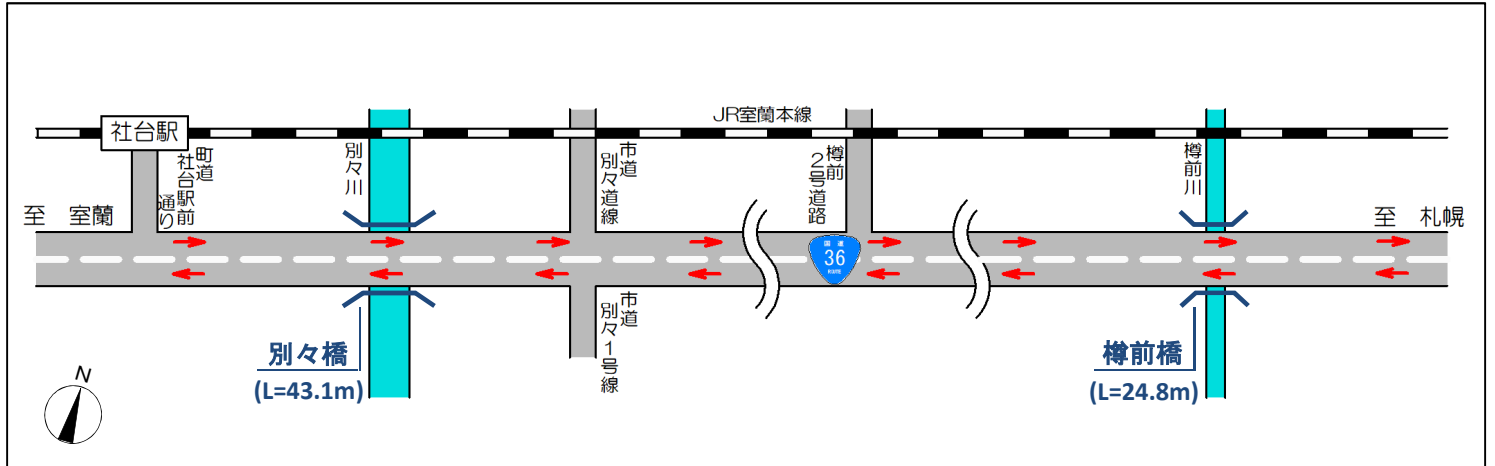 JR室蘭本線
社台駅
町道
社台駅前
通り
別々川
市道
別々道線
樽前
2号道路
樽前川
至 室蘭
至 札幌
国道
36
ROUTE
市道
別々1号線
別々橋
(L=43.1m)
樽前橋
(L=24.8m)
N